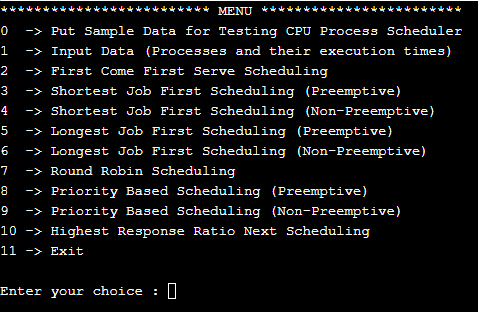 ************************* MENU ************************
0  -> Put Sample Data for Testing CPU Process Scheduler
1  -> Input Data (Processes and their execution times)
2  -> First Come First Serve Scheduling
3  -> Shortest Job First Scheduling (Preemptive)
4  -> Shortest Job First Scheduling (Non-Preemptive)
5  -> Longest Job First Scheduling (Preemptive)
6  -> Longest Job First Scheduling (Non-Preemptive)
7  -> Round Robin Scheduling
8  -> Priority Based Scheduling (Preemptive)
9  -> Priority Based Scheduling (Non-Preemptive)
10 -> Highest Response Ratio Next Scheduling
11 -> Exit
Enter your choice :